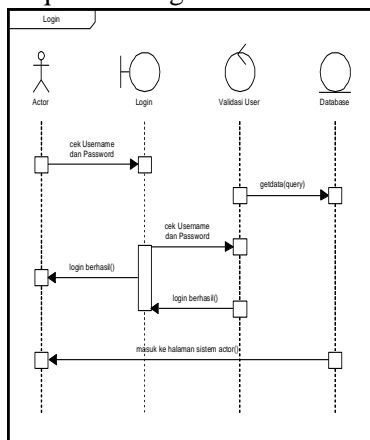 Login
Actor
Login
Validasi User
Database
cek Username
dan Password
getdata(query)
cek Username
dan Password
login berhasil()
login berhasil()
masuk ke halaman sistem actor()